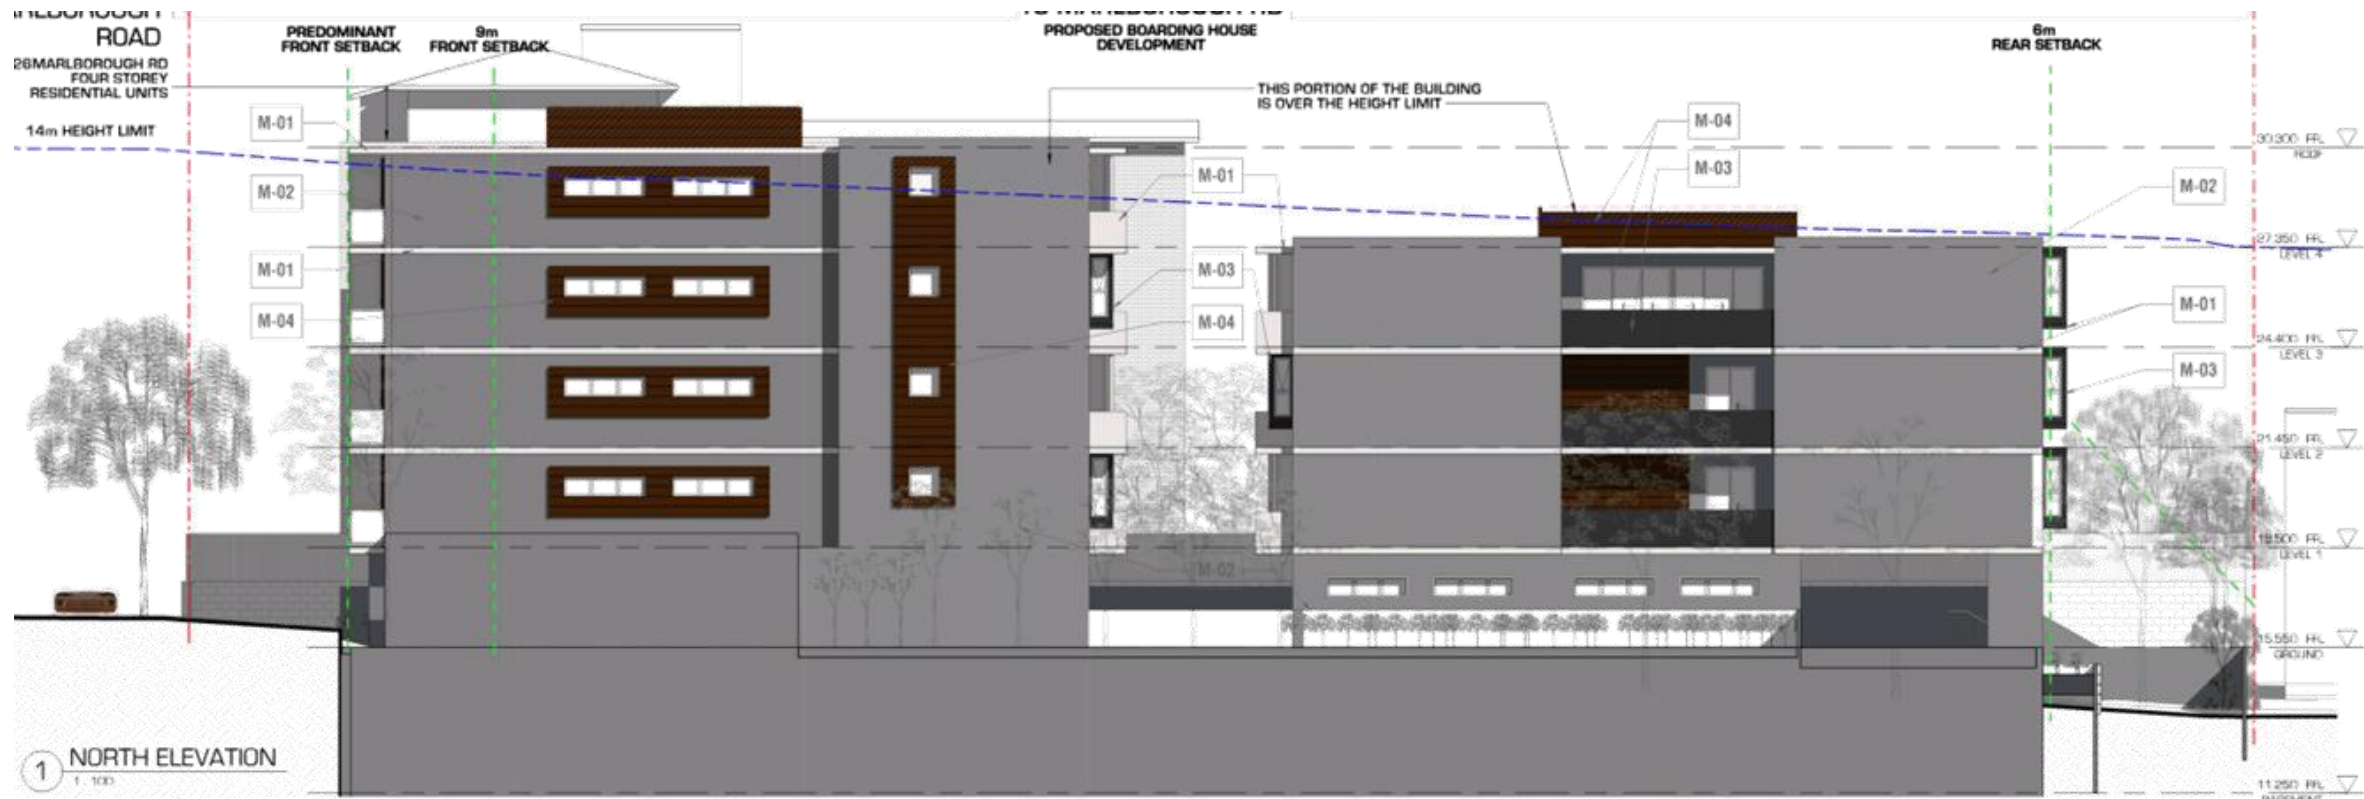 ROAD
26 MARLBOROUGH RD
FOUR STOREY
RESIDENTIAL UNITS
14m HEIGHT LIMIT
PREDOMINANT
FRONT SETBACK
9m
FRONT SETBACK
PROPOSED BOARDING HOUSE
DEVELOPMENT
6m
REAR SETBACK
THIS PORTION OF THE BUILDING
IS OVER THE HEIGHT LIMIT
M-01
M-02
M-01
M-04
M-01
M-03
M-04
M-02
M-04
M-03
M-02
M-01
M-03
30.300 FFL
ROOF
27.350 FFL
LEVEL 4
24.400 FFL
LEVEL 3
21.450 FFL
LEVEL 2
18.500 FFL
LEVEL 1
15.550 FFL
GROUND
11.250 FFL
1 NORTH ELEVATION
1 : 100